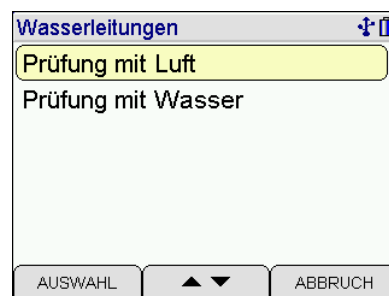 Wasserleitungen
Prüfung mit Luft
Prüfung mit Wasser
AUSWAHL ABBRUCH